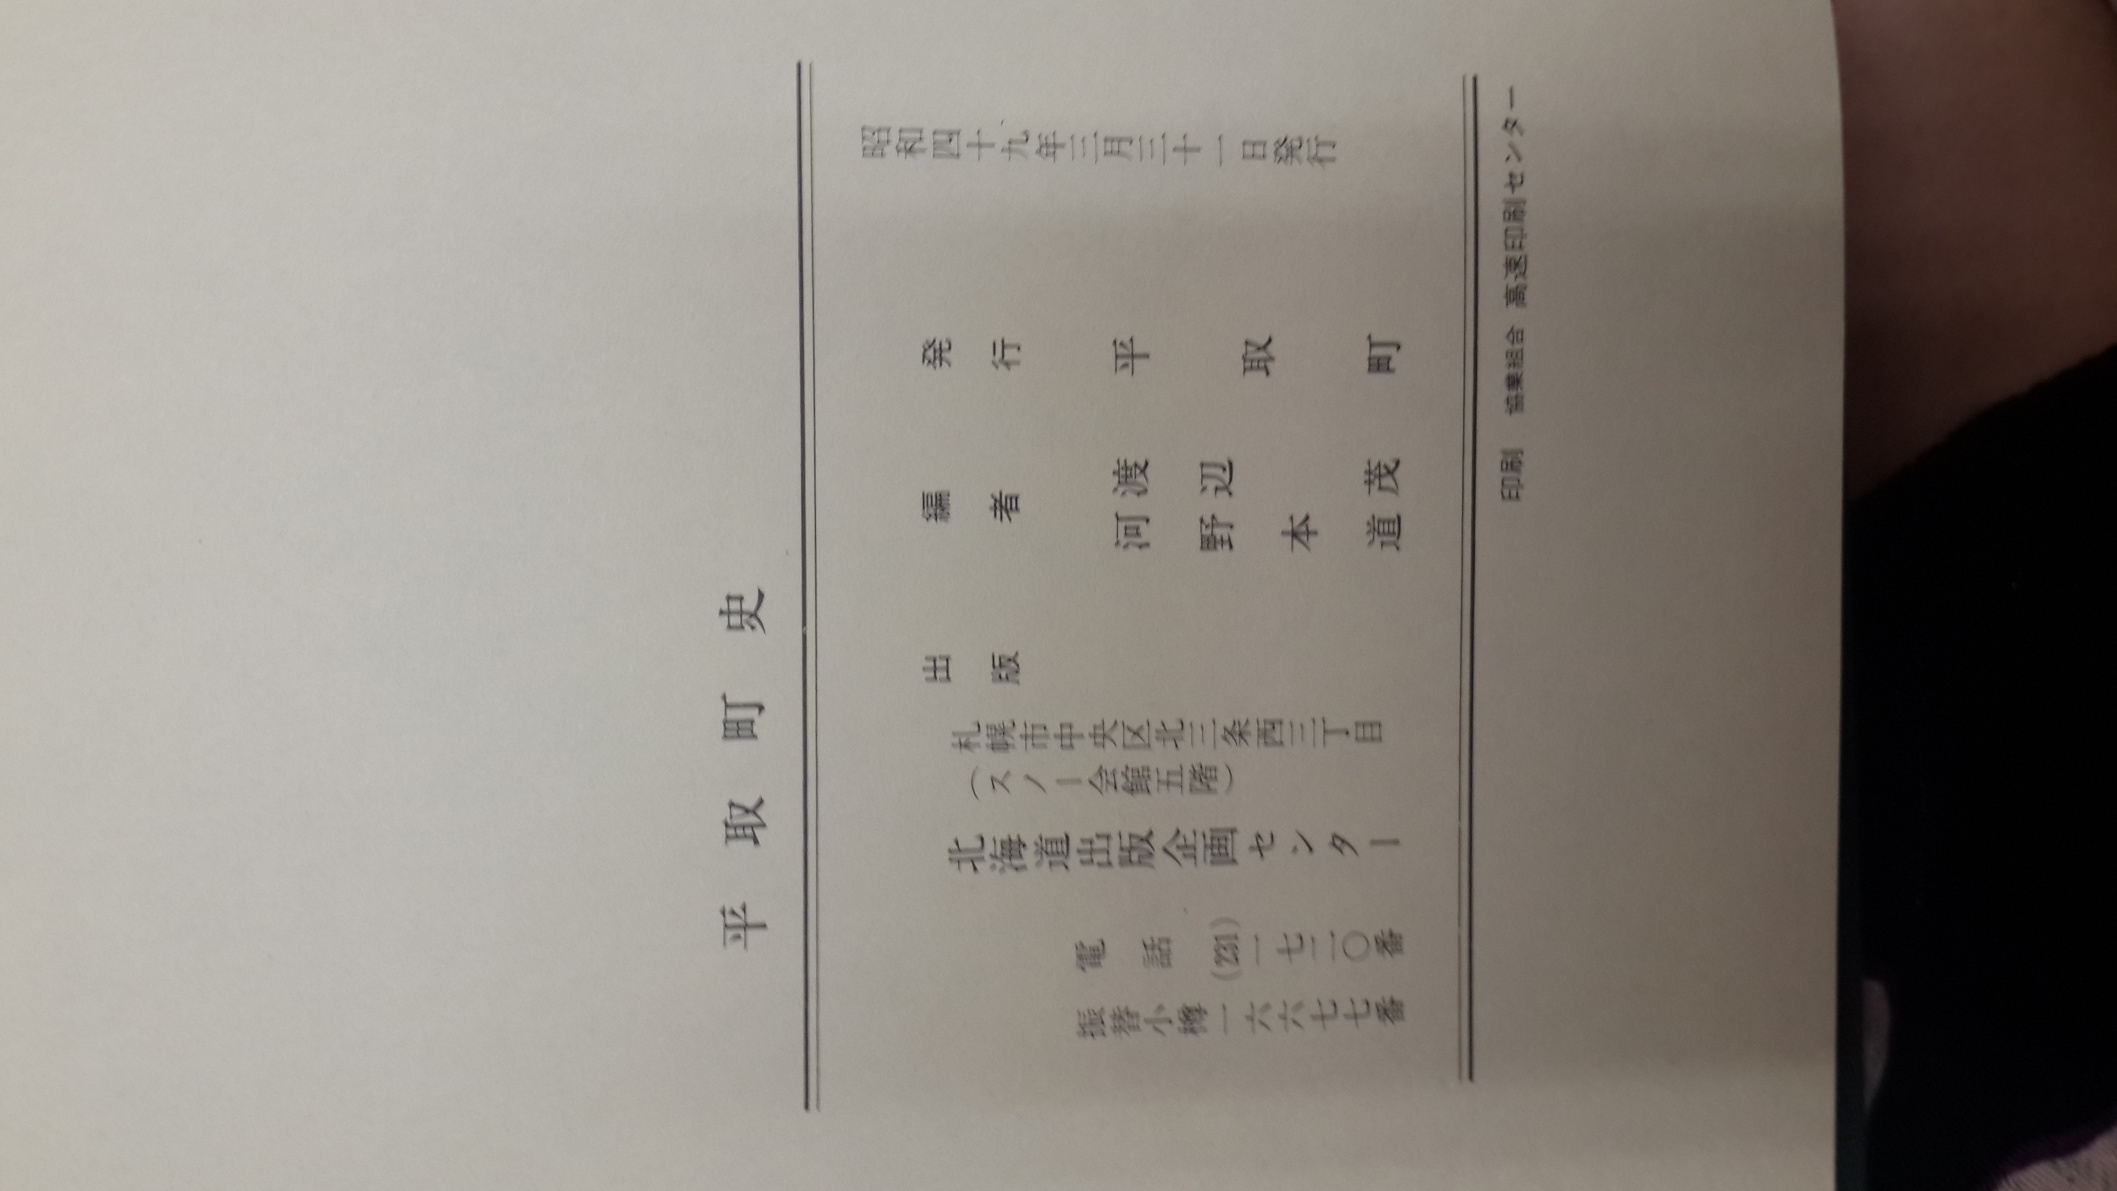 平取町史
昭和四十九年三月三十一日発行
発行 平取町
編者 渡辺茂
河野本道
出版
札幌市中央区北三条西三丁目
（スノー会館五階）
北海道出版企画センター
電話 (231) 一七二〇番
振替小樽一六六七七番
印刷 協業組合 高速印刷センター